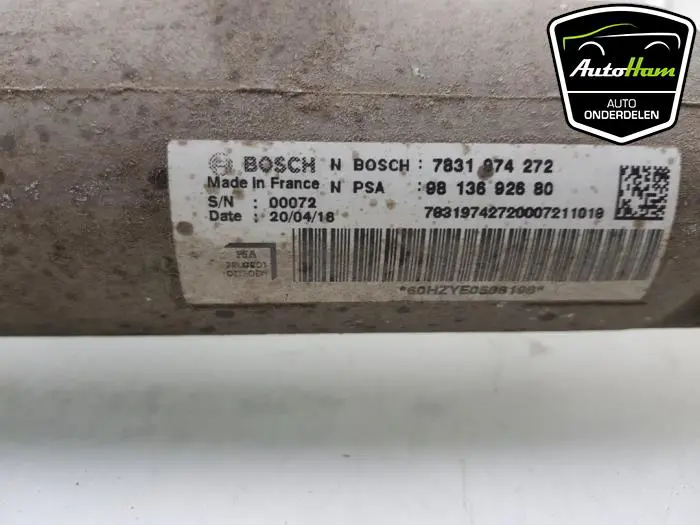 AutoHam
AUTO
ONDERDELEN
BOSCH N BOSCH : 7831 974 272
Made in France N PSA : 98 136 926 80
S/N : 00072
Date : 20/04/18 78319742720007211019
PSA